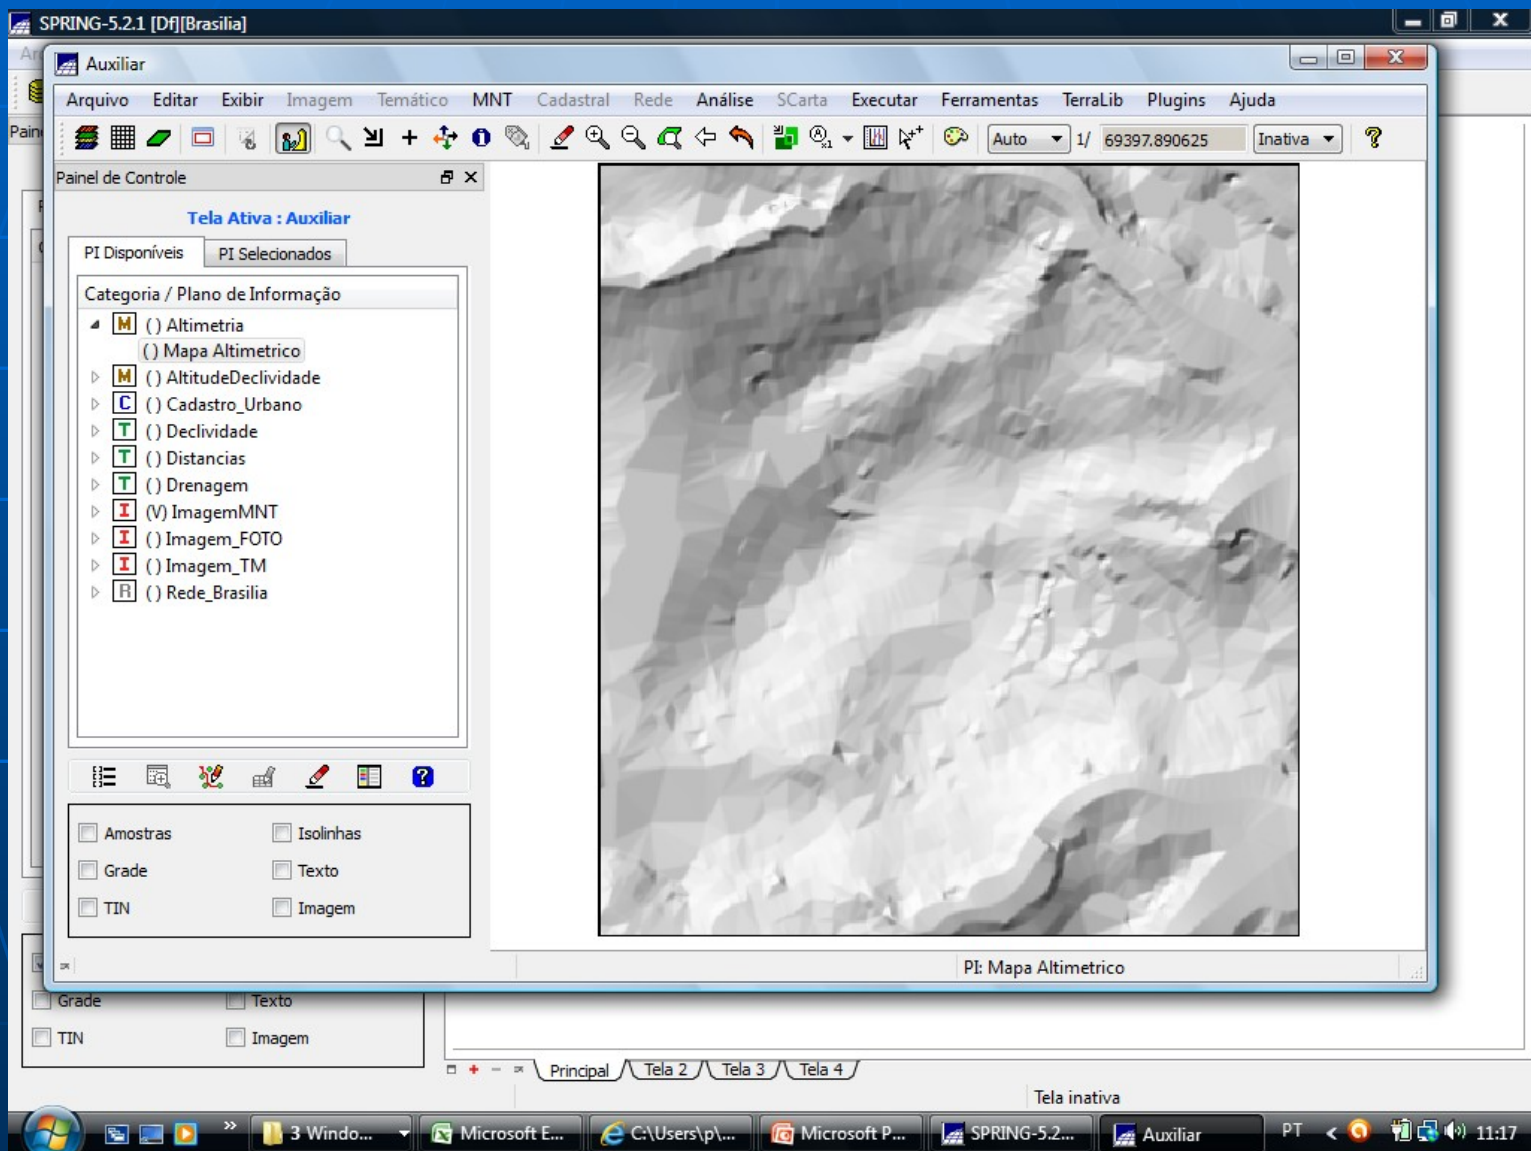 SPRING-5.2.1 [Df][Brasilia]
Auxiliar
Arquivo Editar Exibir Imagem Temático MNT Cadastral Rede Análise SCarta Executar Ferramentas TerraLib Plugins Ajuda
Auto 1/ 69397.890625 Inativa
Painel de Controle
Tela Ativa : Auxiliar
PI Disponíveis PI Selecionados
Categoria / Plano de Informação
M ( ) Altimetria
( ) Mapa Altimetrico
M ( ) AltitudeDeclividade
C ( ) Cadastro_Urbano
T ( ) Declividade
T ( ) Distancias
T ( ) Drenagem
I (V) ImagemMNT
I ( ) Imagem_FOTO
I ( ) Imagem_TM
R ( ) Rede_Brasilia
Amostras Isolinhas
Grade Texto
TIN Imagem
PI: Mapa Altimetrico
Grade Texto
TIN Imagem
Principal Tela 2 Tela 3 Tela 4
Tela inativa
3 Windo... Microsoft E... C:\Users\p\... Microsoft P... SPRING-5.2... Auxiliar PT 11:17